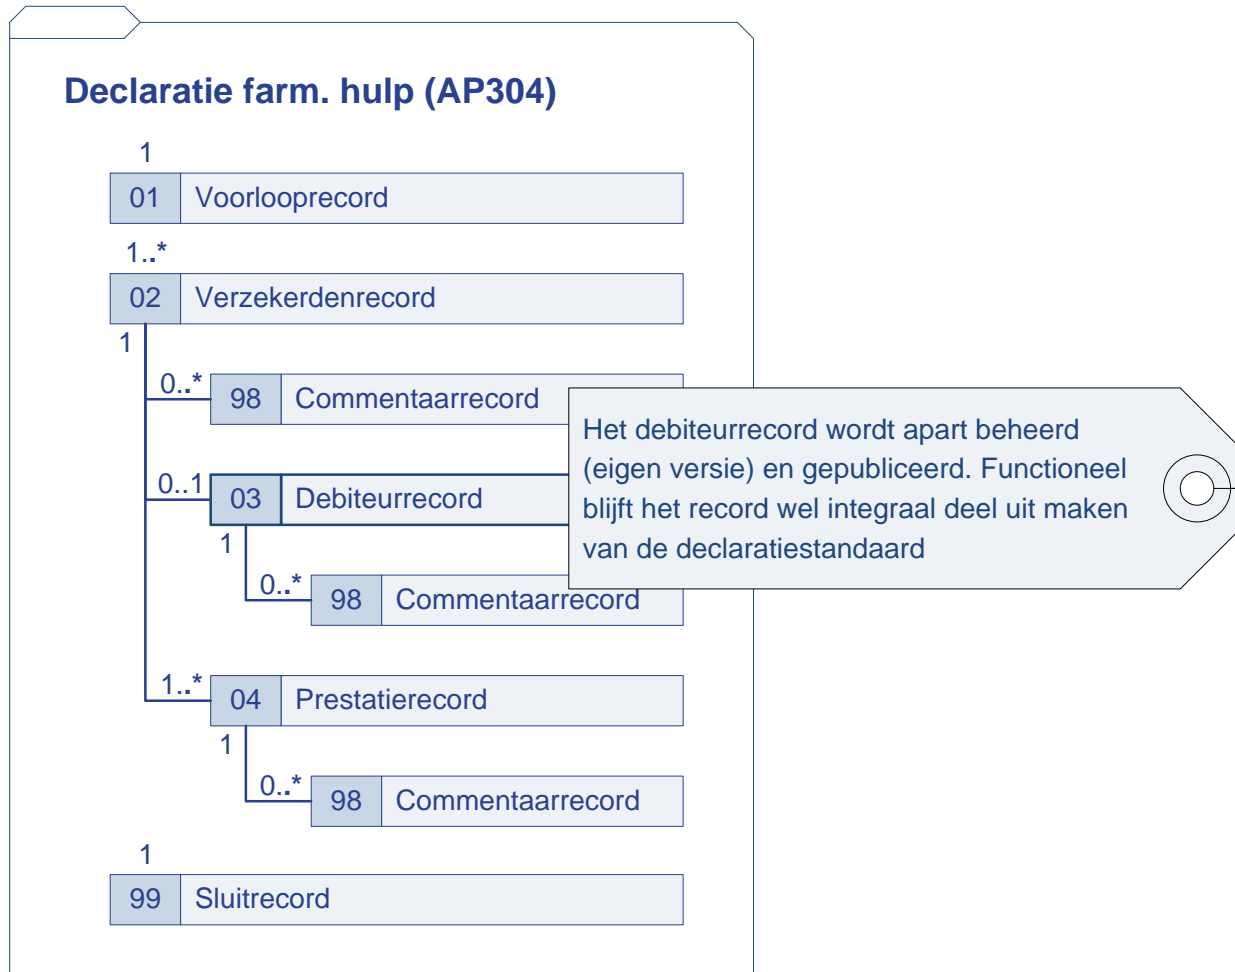 Declaratie farm. hulp (AP304)
1
01 Voorlooprecord
1..*
02 Verzekerdenrecord
1
0..* 98 Commentaarrecord
Het debiteurrecord wordt apart beheerd
(eigen versie) en gepubliceerd. Functioneel
blijft het record wel integraal deel uit maken
van de declaratiestandaard
0..1 03 Debiteurrecord
1
0..* 98 Commentaarrecord
1..* 04 Prestatierecord
1
0..* 98 Commentaarrecord
1
99 Sluitrecord